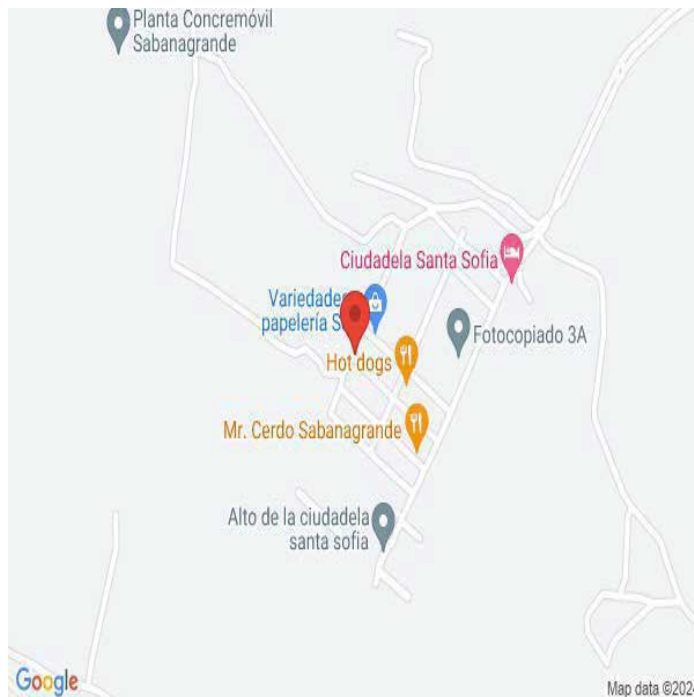 Planta Concremóvil
Sabanagrande
Ciudadela Santa Sofia
Variedades
papelería S
Fotocopiado 3A
Hot dogs
Mr. Cerdo Sabanagrande
Alto de la ciudadela
santa sofia
Google
Map data ©202